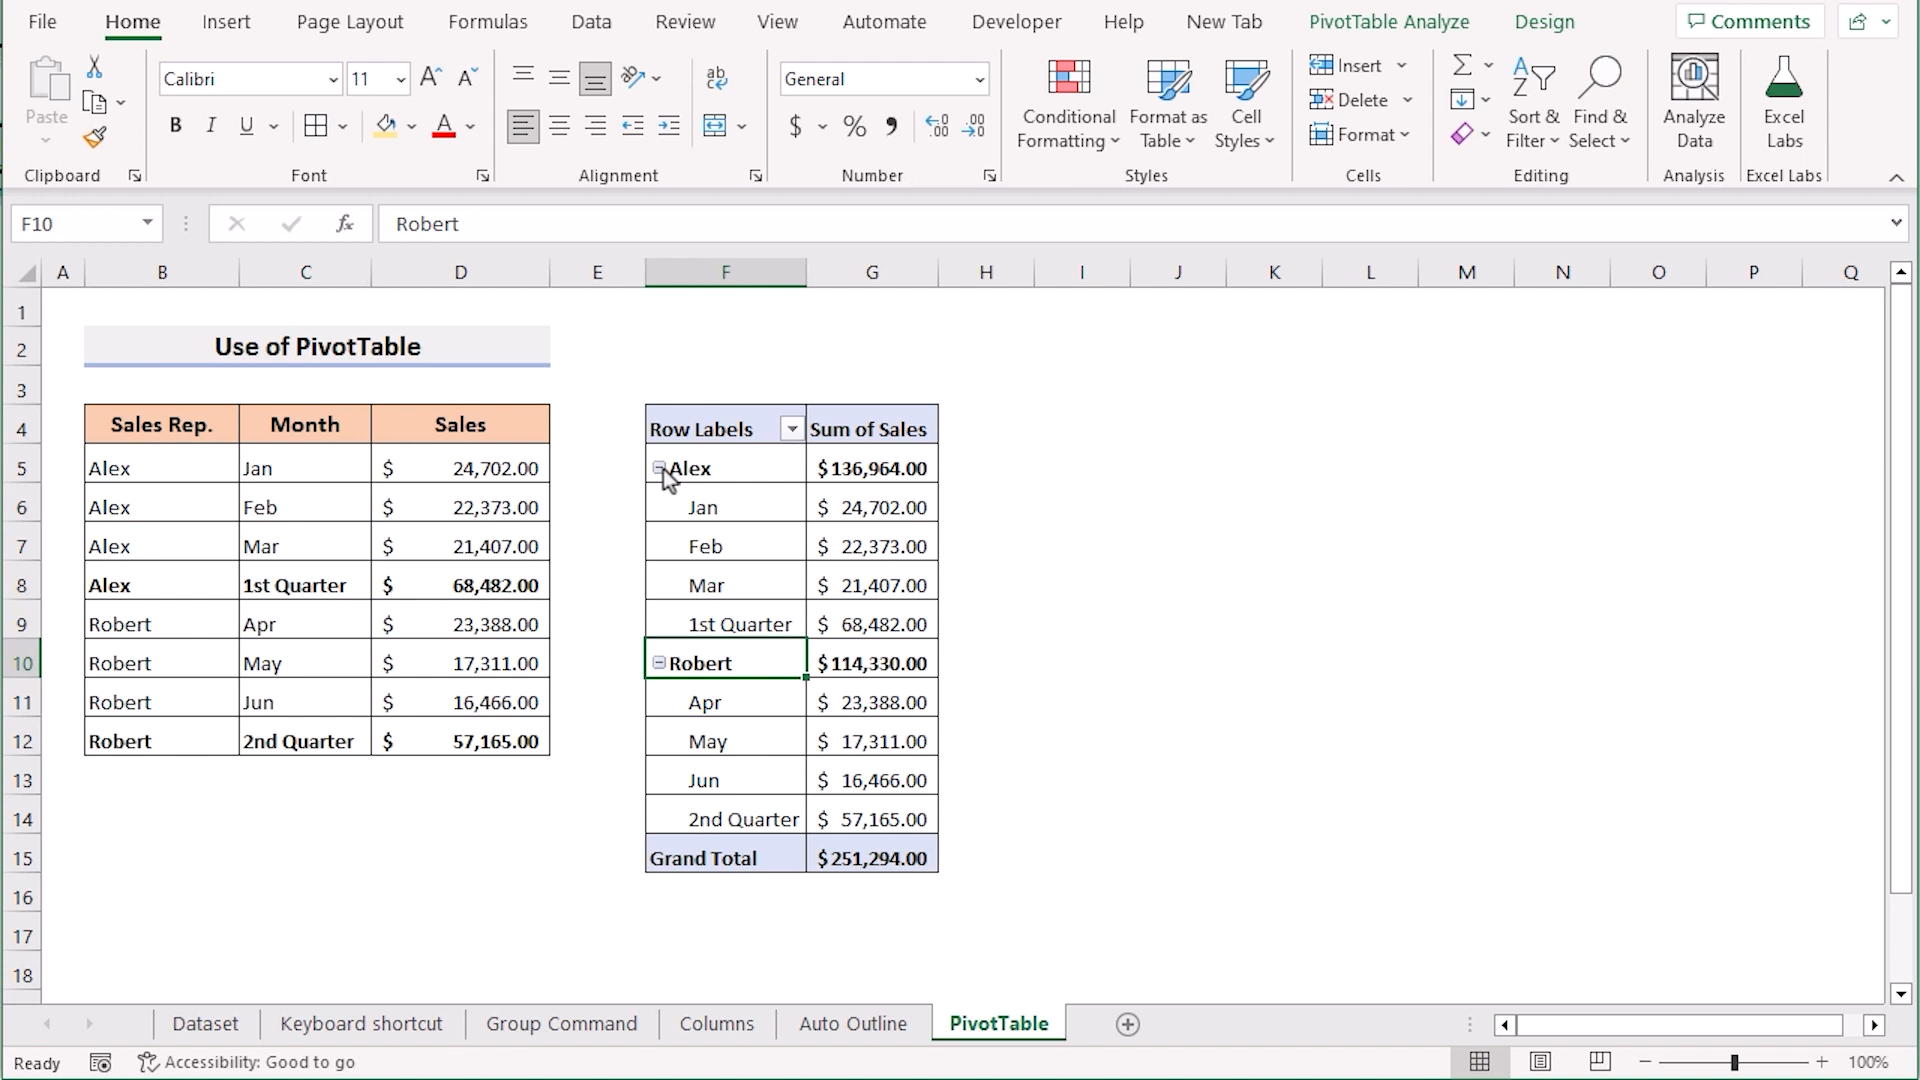 File Home Insert Page Layout Formulas Data Review View Automate Developer Help New Tab PivotTable Analyze Design Comments
Calibri 11 General Insert
Paste Delete
B I U $ % Format
Conditional Formatting Format as Table Cell Styles Sort & Filter Find & Select Analyze Data Excel Labs
Clipboard Font Alignment Number Styles Cells Editing Analysis Excel Labs
F10 fx Robert
A B C D E F G H I J K L M N O P Q
1
2 Use of PivotTable
3
4 Sales Rep. Month Sales Row Labels Sum of Sales
5 Alex Jan $ 24,702.00 Alex $136,964.00
6 Alex Feb $ 22,373.00 Jan $ 24,702.00
7 Alex Mar $ 21,407.00 Feb $ 22,373.00
8 Alex 1st Quarter $ 68,482.00 Mar $ 21,407.00
9 Robert Apr $ 23,388.00 1st Quarter $ 68,482.00
10 Robert May $ 17,311.00 Robert $114,330.00
11 Robert Jun $ 16,466.00 Apr $ 23,388.00
12 Robert 2nd Quarter $ 57,165.00 May $ 17,311.00
13 Jun $ 16,466.00
14 2nd Quarter $ 57,165.00
15 Grand Total $251,294.00
16
17
18
Dataset Keyboard shortcut Group Command Columns Auto Outline PivotTable
Ready Accessibility: Good to go 100%